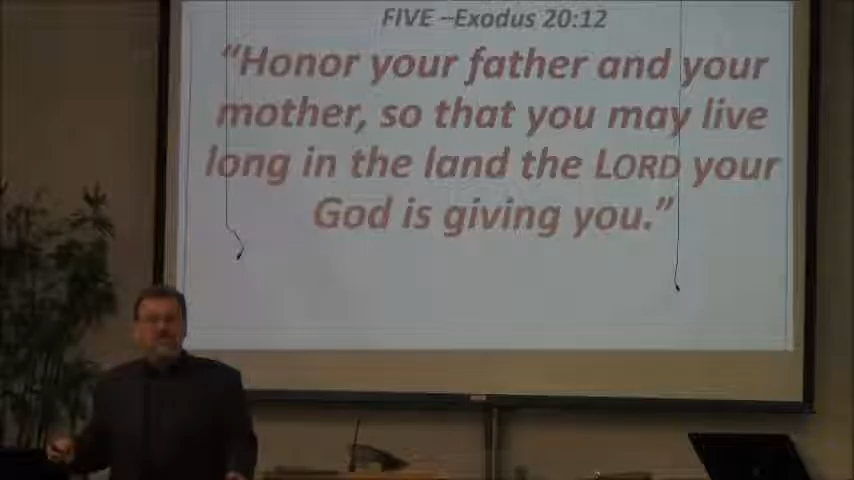 FIVE –Exodus 20:12
“Honor your father and your
mother, so that you may live
long in the land the LORD your
God is giving you.”